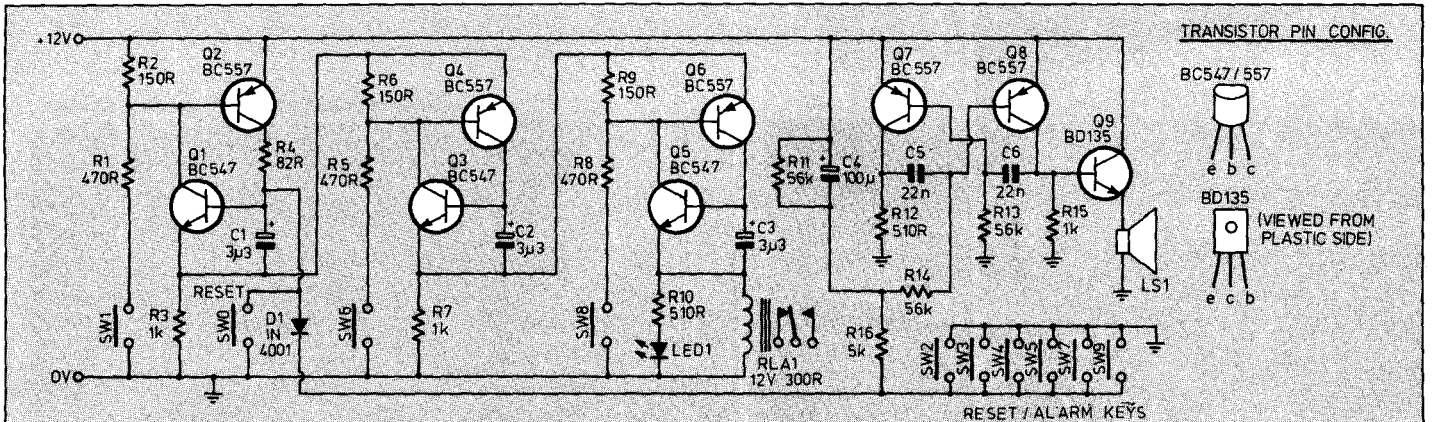 +12V
R2
150R
Q2
BC557
R4
82R
R1
470R
Q1
BC547
C1
3µ3
+
RESET
SW1
R3
1k
SW0
D1
IN
4001
0V
R6
150R
Q4
BC557
R5
470R
Q3
BC547
C2
3µ3
+
SW6
R7
1k
R9
150R
Q6
BC557
R8
470R
Q5
BC547
C3
3µ3
+
SW8
R10
510R
LED1
RLA1
12V 300R
R11
56k
+
C4
100µ
Q7
BC557
Q8
BC557
Q9
BD135
C5
22n
C6
22n
R12
510R
R13
56k
R15
1k
R14
56k
R16
5k
LS1
SW2
SW3
SW4
SW5
SW7
SW9
RESET / ALARM KEYS
TRANSISTOR PIN CONFIG.
BC547/557
e b c
BD135
(VIEWED FROM
PLASTIC SIDE)
e c b